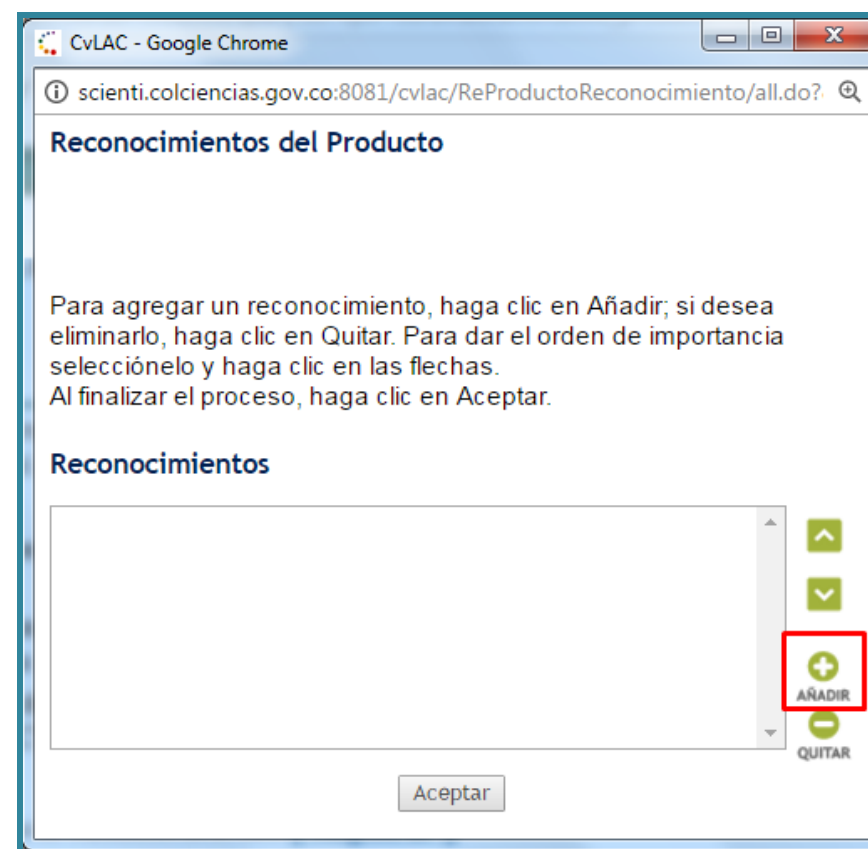 CvLAC - Google Chrome
scienti.colciencias.gov.co:8081/cvlac/ReProductoReconocimiento/all.do?
Reconocimientos del Producto
Para agregar un reconocimiento, haga clic en Añadir; si desea
eliminarlo, haga clic en Quitar. Para dar el orden de importancia
selecciónelo y haga clic en las flechas.
Al finalizar el proceso, haga clic en Aceptar.
Reconocimientos
AÑADIR
QUITAR
Aceptar